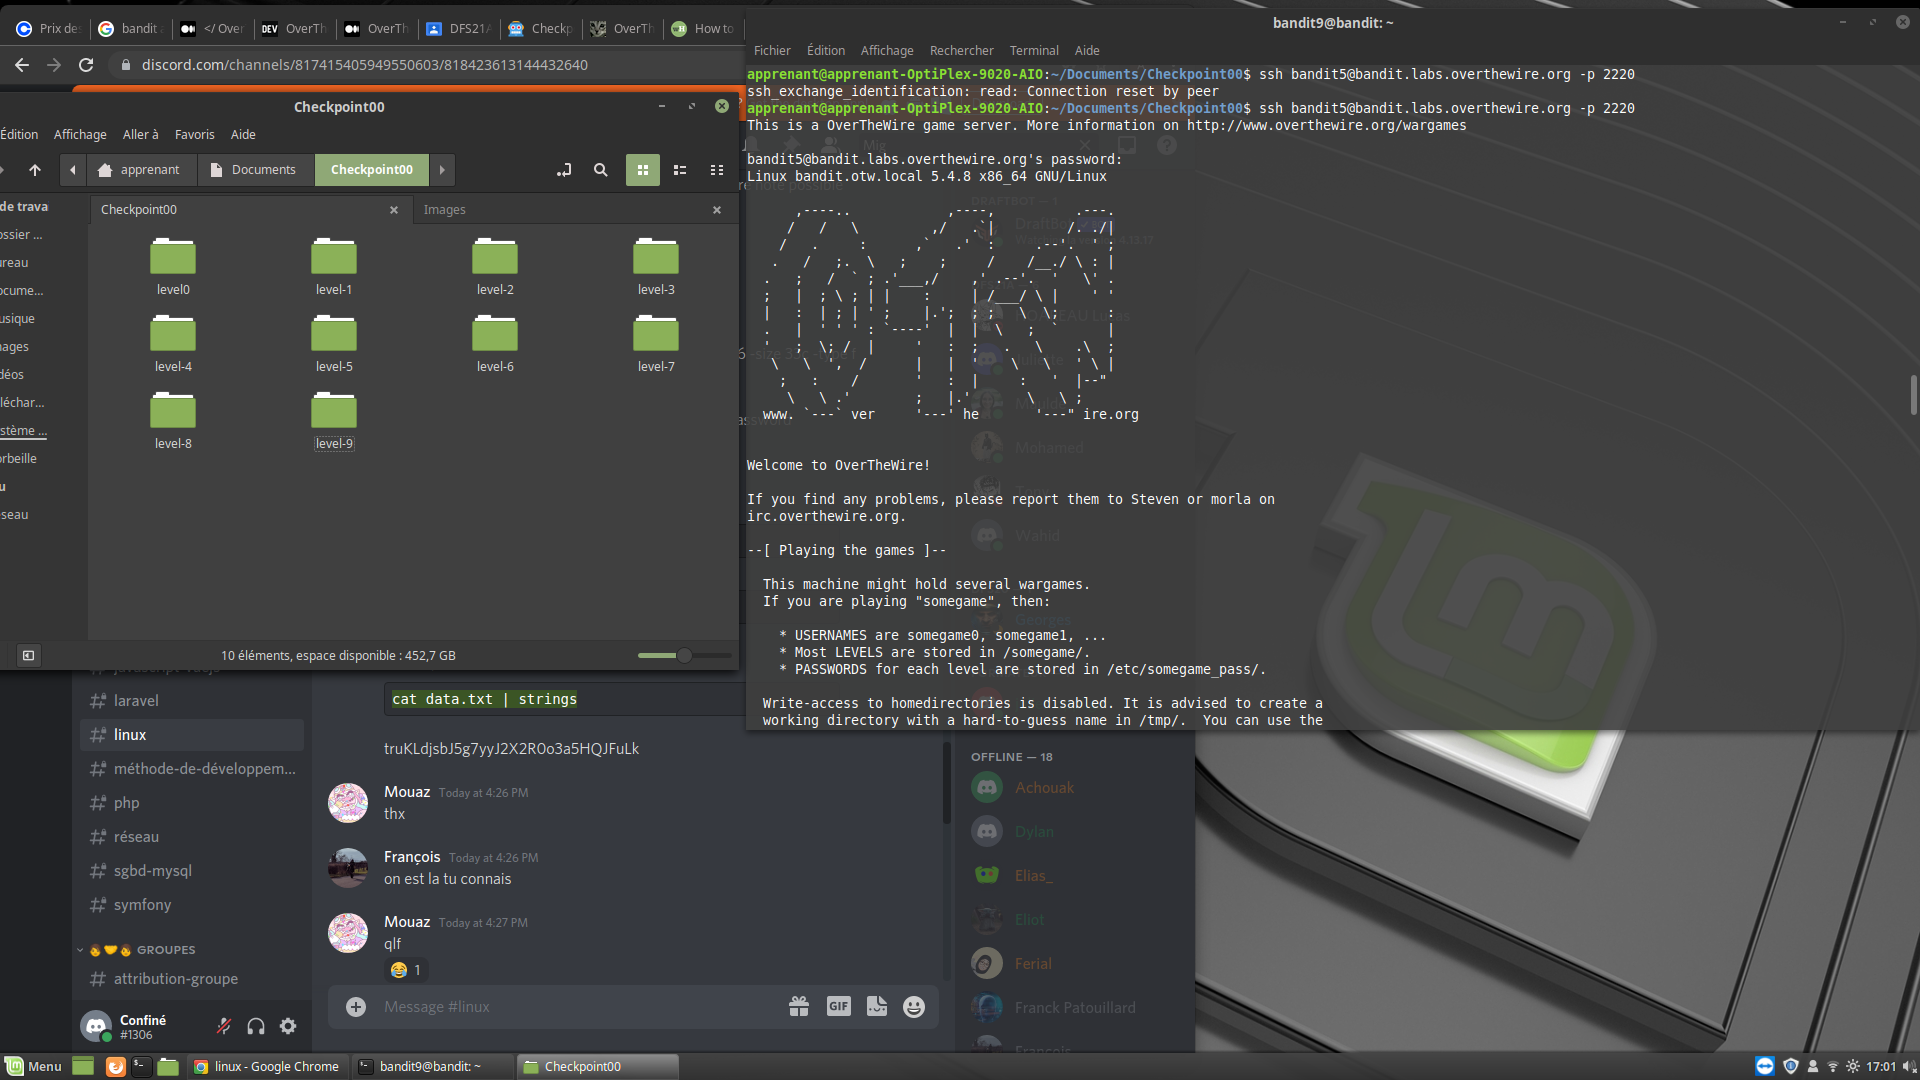 Prix des
bandit
</ Over
OverTh
OverTh
DFS21A
Checkp
OverTh
How to
discord.com/channels/817415405949550603/818423613144432640
Checkpoint00
Édition Affichage Aller à Favoris Aide
apprenant Documents Checkpoint00
Checkpoint00
Images
level0 level-1 level-2 level-3
level-4 level-5 level-6 level-7
level-8 level-9
10 éléments, espace disponible : 452,7 GB
bandit9@bandit: ~
Fichier Édition Affichage Rechercher Terminal Aide
apprenant@apprenant-OptiPlex-9020-AIO:~/Documents/Checkpoint00$ ssh bandit5@bandit.labs.overthewire.org -p 2220
ssh_exchange_identification: read: Connection reset by peer
apprenant@apprenant-OptiPlex-9020-AIO:~/Documents/Checkpoint00$ ssh bandit5@bandit.labs.overthewire.org -p 2220
This is a OverTheWire game server. More information on http://www.overthewire.org/wargames
bandit5@bandit.labs.overthewire.org's password:
Linux bandit.otw.local 5.4.8 x86_64 GNU/Linux
www. ver he ire.org
Welcome to OverTheWire!
If you find any problems, please report them to Steven or morla on
irc.overthewire.org.
--[ Playing the games ]--
This machine might hold several wargames.
If you are playing "somegame", then:
* USERNAMES are somegame0, somegame1, ...
* Most LEVELS are stored in /somegame/.
* PASSWORDS for each level are stored in /etc/somegame_pass/.
Write-access to homedirectories is disabled. It is advised to create a
working directory with a hard-to-guess name in /tmp/. You can use the
laravel
linux
méthode-de-développem...
php
réseau
sgbd-mysql
symfony
GROUPES
attribution-groupe
Confiné
#1306
cat data.txt | strings
truKLdjsbJ5g7yyJ2X2R0o3a5HQJFuLk
Mouaz Today at 4:26 PM
thx
François Today at 4:26 PM
on est la tu connais
Mouaz Today at 4:27 PM
qlf
😂 1
Message #linux
GIF
Mohamed
Wahid
Georges
OFFLINE — 18
Achouak
Dylan
Elias_
Eliot
Ferial
Franck Patouillard
François
Menu
linux - Google Chrome
bandit9@bandit: ~
Checkpoint00
17:01